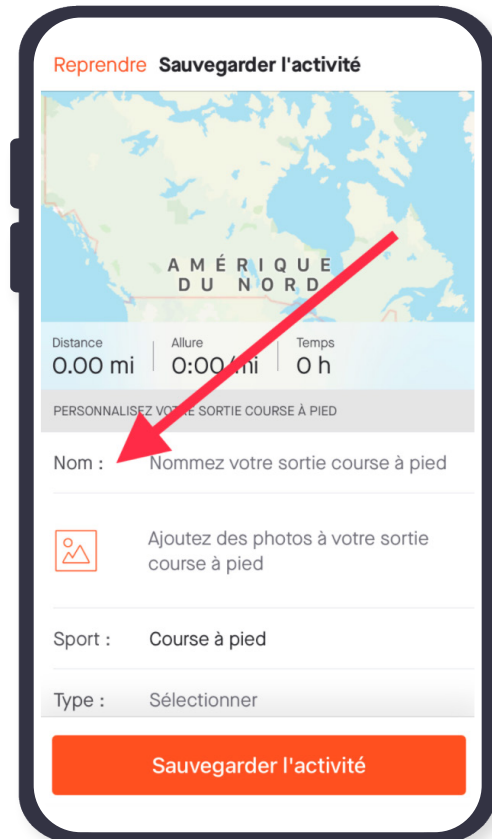 Reprendre Sauvegarder l'activité
AMÉRIQUE
DU NORD
Distance Allure Temps
0.00 mi 0:00/mi 0 h
PERSONNALISEZ VOTRE SORTIE COURSE À PIED
Nom : Nommez votre sortie course à pied
Ajoutez des photos à votre sortie
course à pied
Sport : Course à pied
Type : Sélectionner
Sauvegarder l'activité